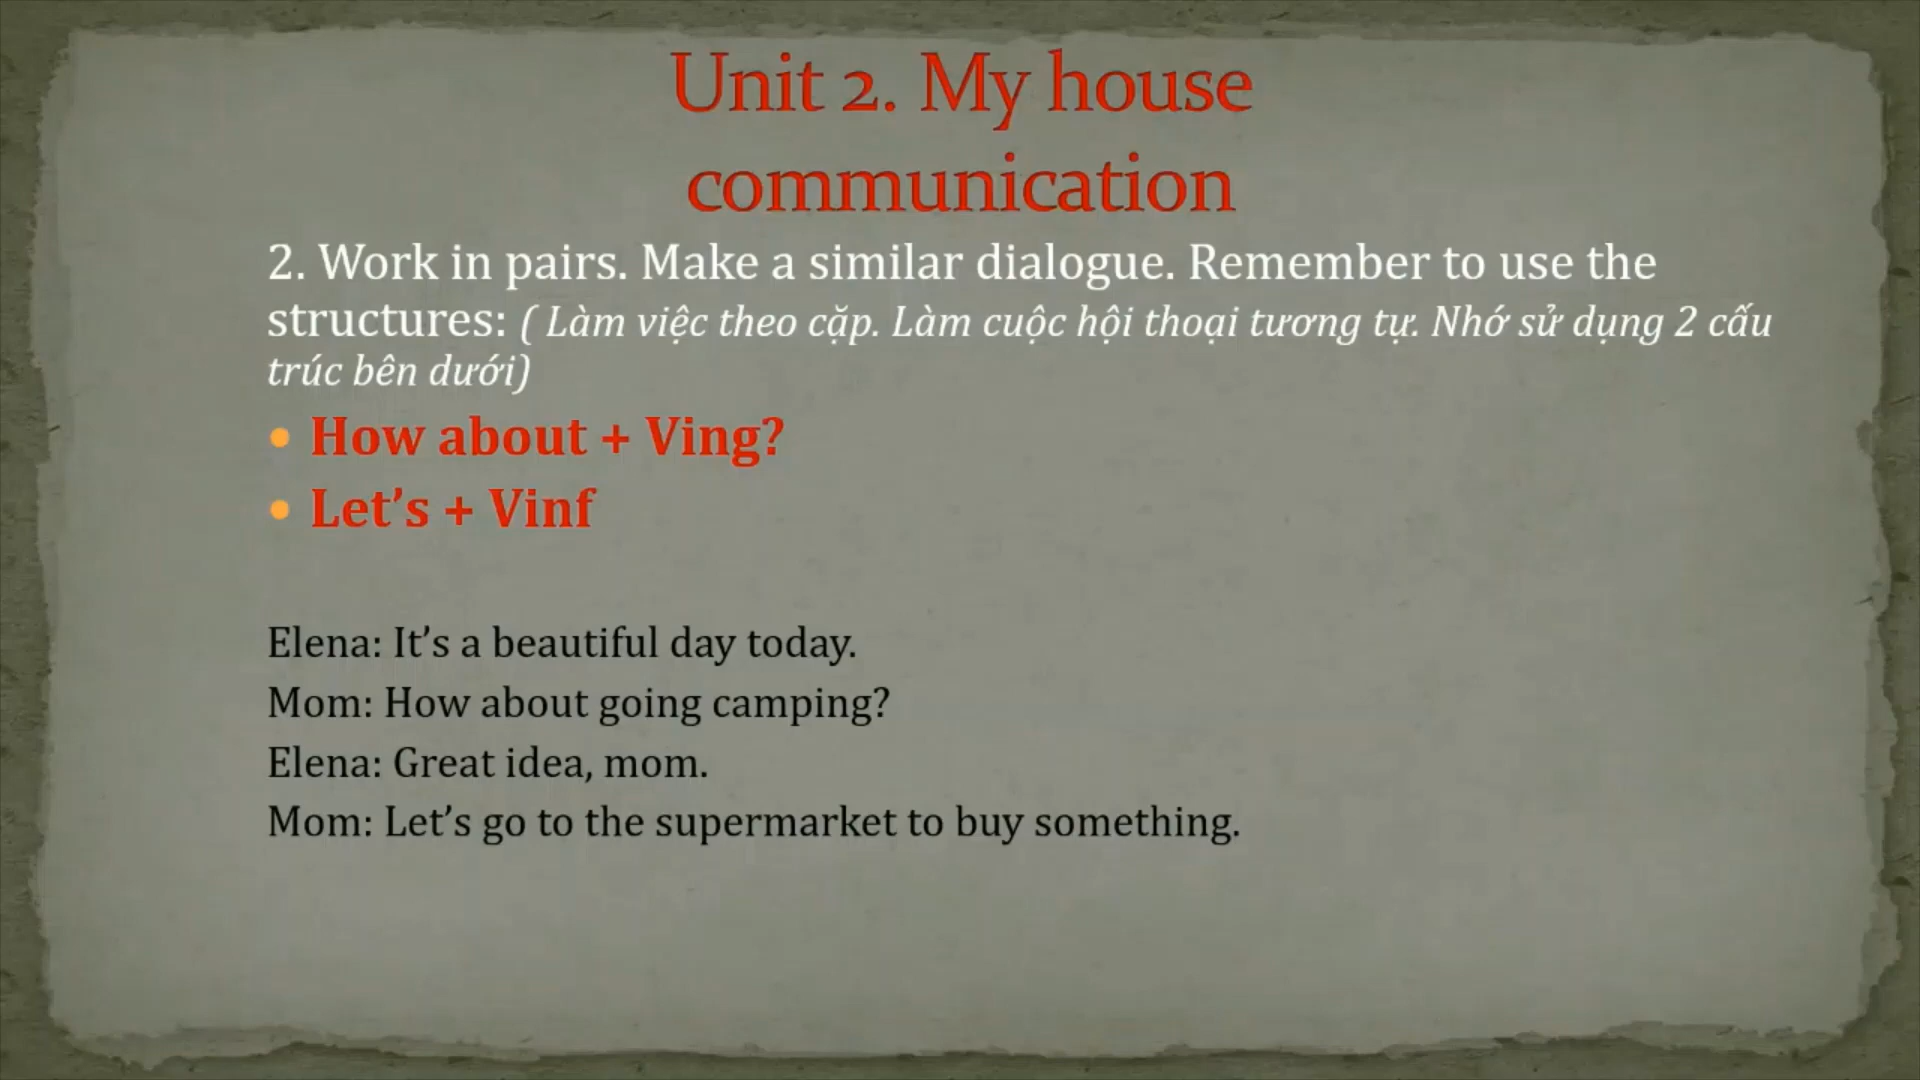 Unit 2. My house
communication
2. Work in pairs. Make a similar dialogue. Remember to use the
structures: ( Làm việc theo cặp. Làm cuộc hội thoại tương tự. Nhớ sử dụng 2 cấu
trúc bên dưới)
• How about + Ving?
• Let’s + Vinf
Elena: It’s a beautiful day today.
Mom: How about going camping?
Elena: Great idea, mom.
Mom: Let’s go to the supermarket to buy something.